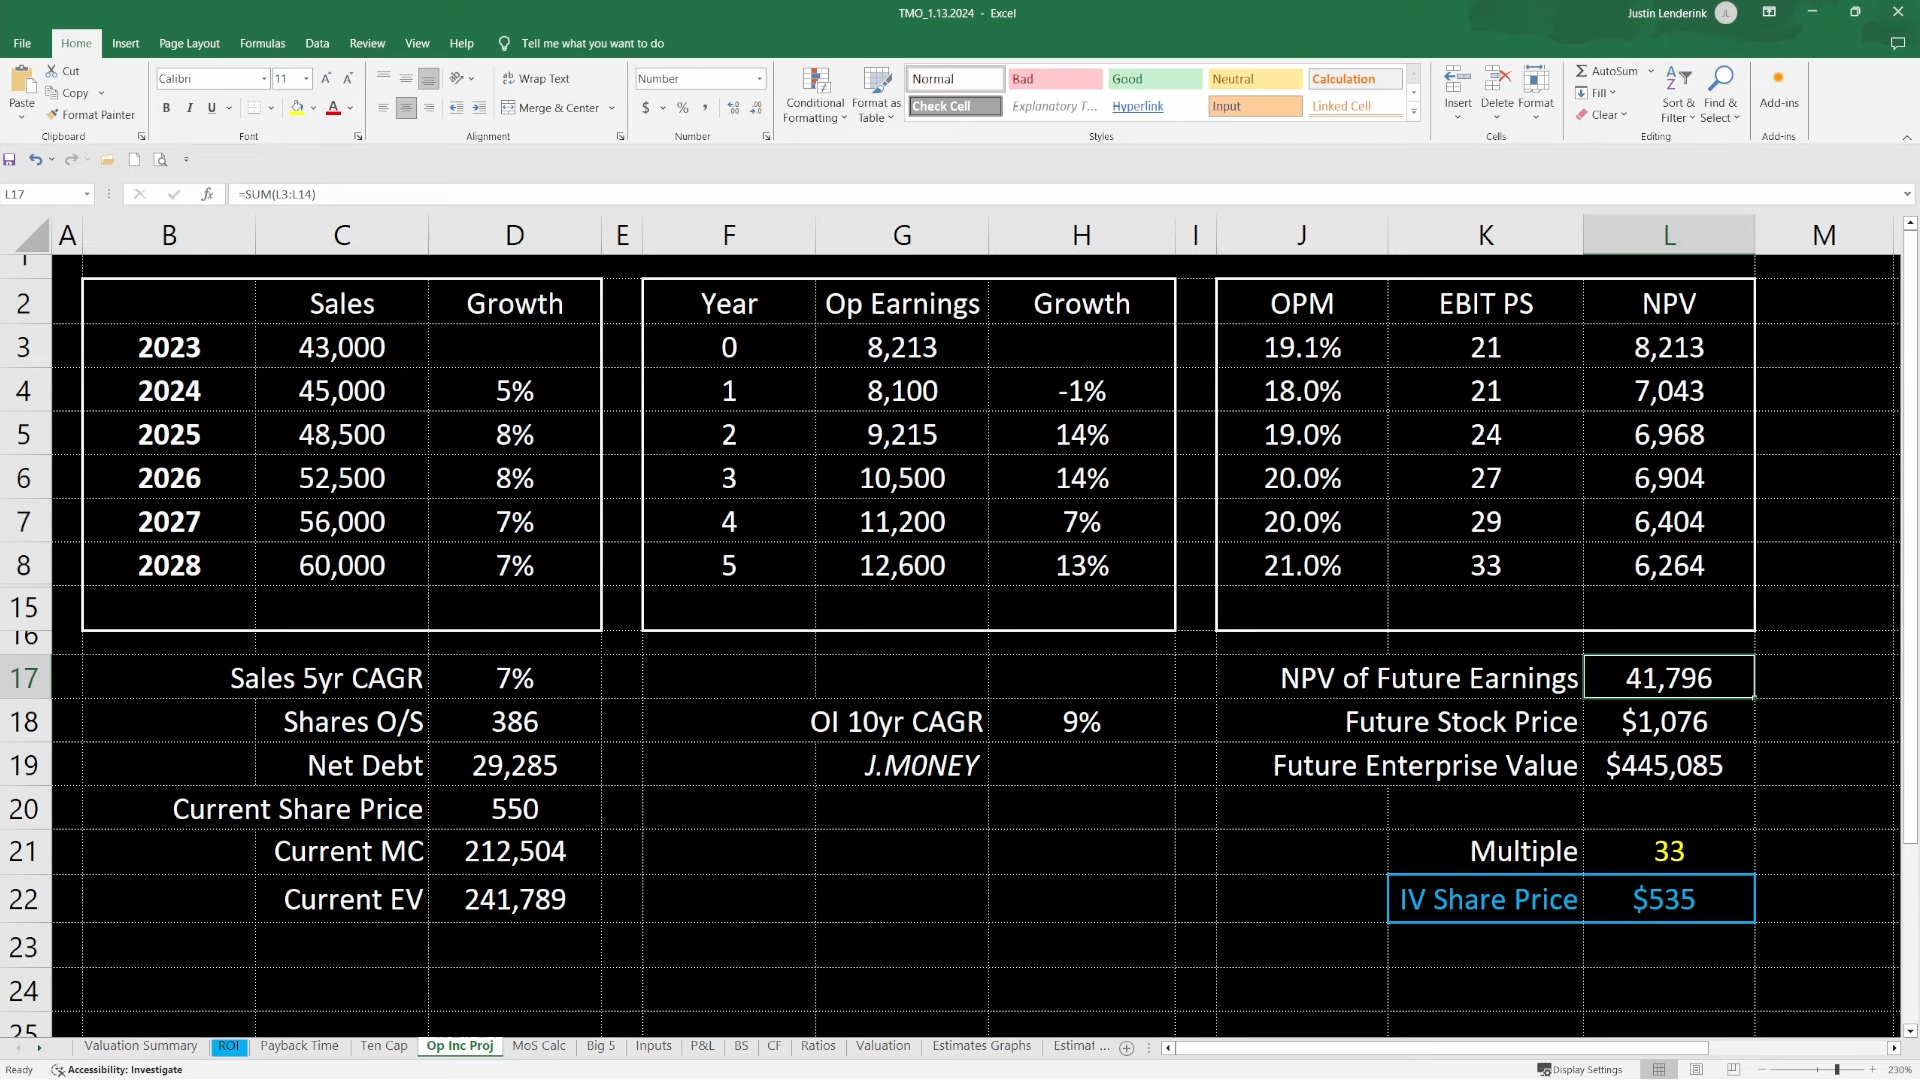 TMO_1.13.2024 - Excel
Justin Lenderink JL
File Home Insert Page Layout Formulas Data Review View Help Tell me what you want to do
Paste
Cut
Copy
Format Painter
Clipboard
Calibri 11
B I U
Font
Wrap Text
Merge & Center
Alignment
Number
$ % ,
Number
Conditional Formatting
Format as Table
Normal Bad Good Neutral Calculation
Check Cell Explanatory T... Hyperlink Input Linked Cell
Styles
Insert Delete Format
Cells
AutoSum
Fill
Clear
Sort & Filter
Find & Select
Editing
Add-ins
Add-ins
L17 fx =SUM(L3:L14)
A B C D E F G H I J K L M
1
2 Sales Growth Year Op Earnings Growth OPM EBIT PS NPV
3 2023 43,000 0 8,213 19.1% 21 8,213
4 2024 45,000 5% 1 8,100 -1% 18.0% 21 7,043
5 2025 48,500 8% 2 9,215 14% 19.0% 24 6,968
6 2026 52,500 8% 3 10,500 14% 20.0% 27 6,904
7 2027 56,000 7% 4 11,200 7% 20.0% 29 6,404
8 2028 60,000 7% 5 12,600 13% 21.0% 33 6,264
15
16
17 Sales 5yr CAGR 7% NPV of Future Earnings 41,796
18 Shares O/S 386 OI 10yr CAGR 9% Future Stock Price $1,076
19 Net Debt 29,285 J.M0NEY Future Enterprise Value $445,085
20 Current Share Price 550
21 Current MC 212,504 Multiple 33
22 Current EV 241,789 IV Share Price $535
23
24
25
Valuation Summary ROI Payback Time Ten Cap Op Inc Proj MoS Calc Big 5 Inputs P&L BS CF Ratios Valuation Estimates Graphs Estimat ...
Ready Accessibility: Investigate Display Settings 230%